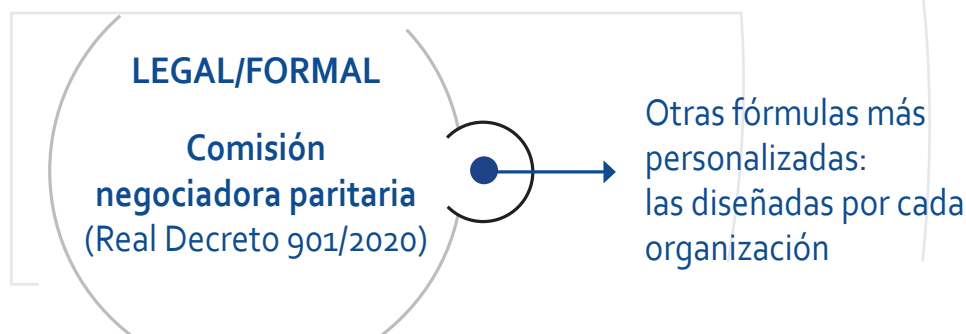 LEGAL/FORMAL
Comisión
negociadora paritaria
(Real Decreto 901/2020)
Otras fórmulas más
personalizadas:
las diseñadas por cada
organización